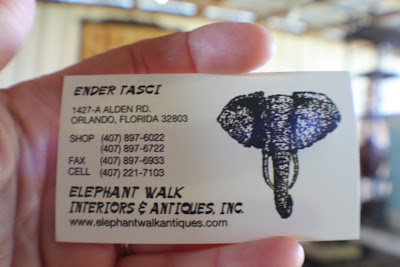 ENDER TASCI
1427-A ALDEN RD.
ORLANDO, FLORIDA 32803
SHOP (407) 897-6022
(407) 897-6722
FAX (407) 897-6933
CELL (407) 221-7103
ELEPHANT WALK
INTERIORS & ANTIQUES, INC.
www.elephantwalkantiques.com